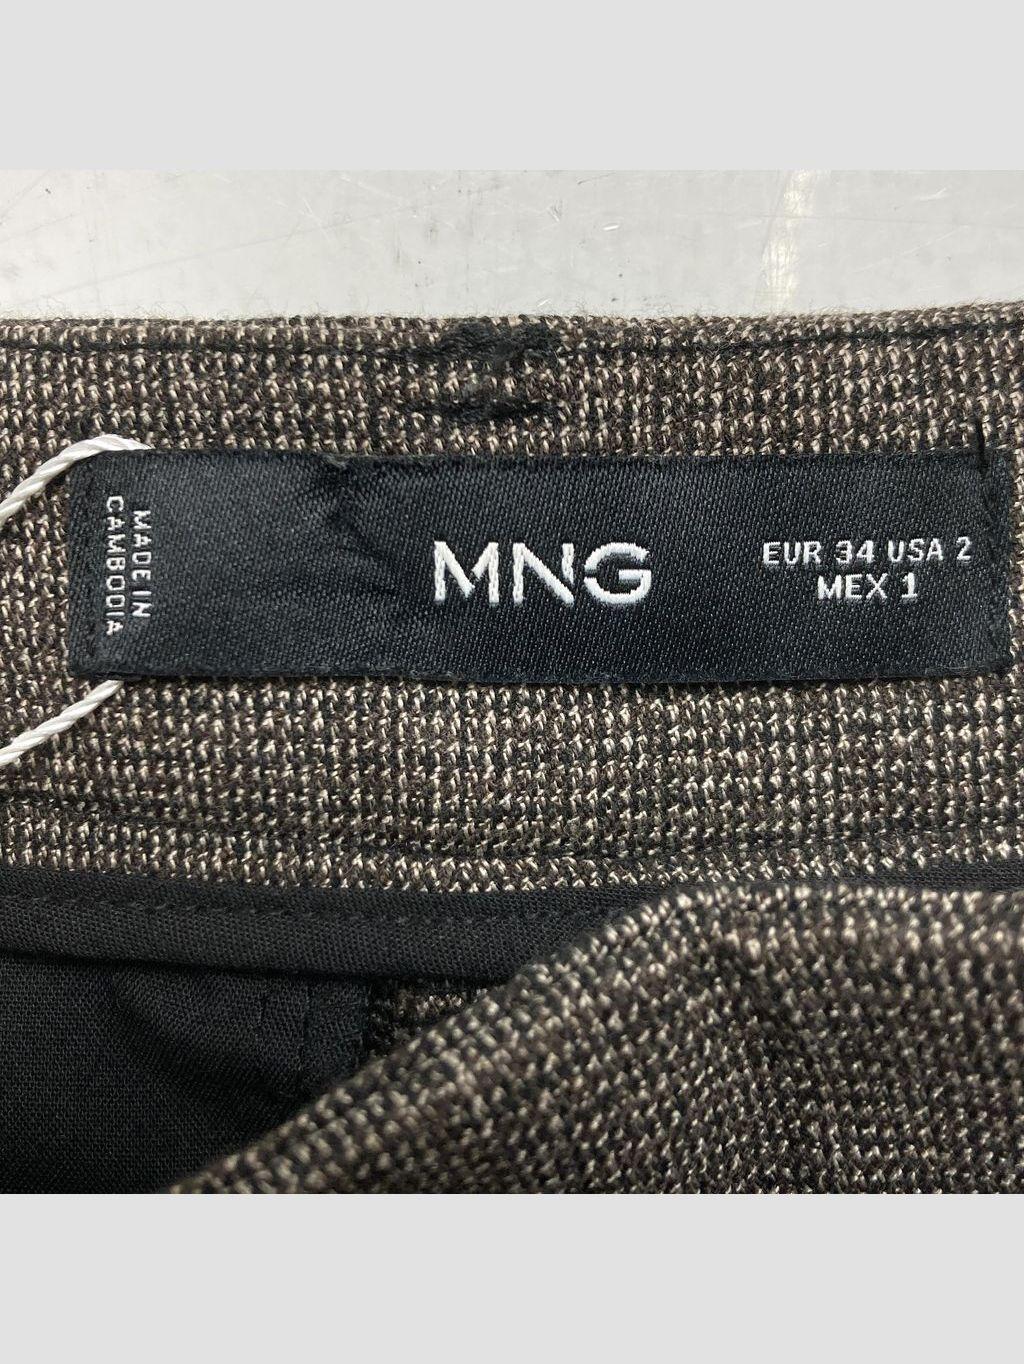 MADE IN
CAMBODIA
MNG
EUR 34 USA 2
MEX 1